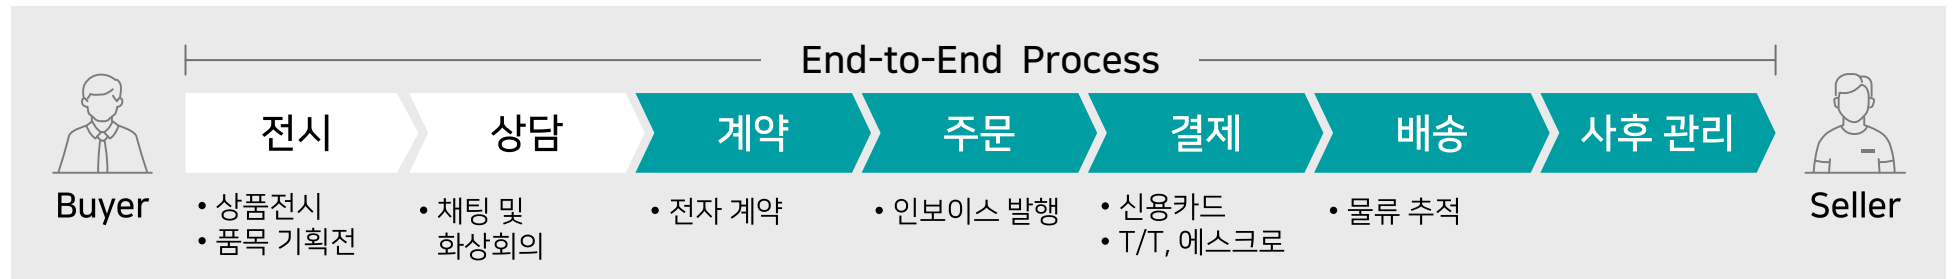 End-to-End Process
전시
상담
계약
주문
결제
배송
사후 관리
Buyer
• 상품전시
• 품목 기획전
• 채팅 및
화상회의
• 전자 계약
• 인보이스 발행
• 신용카드
• T/T, 에스크로
• 물류 추적
Seller